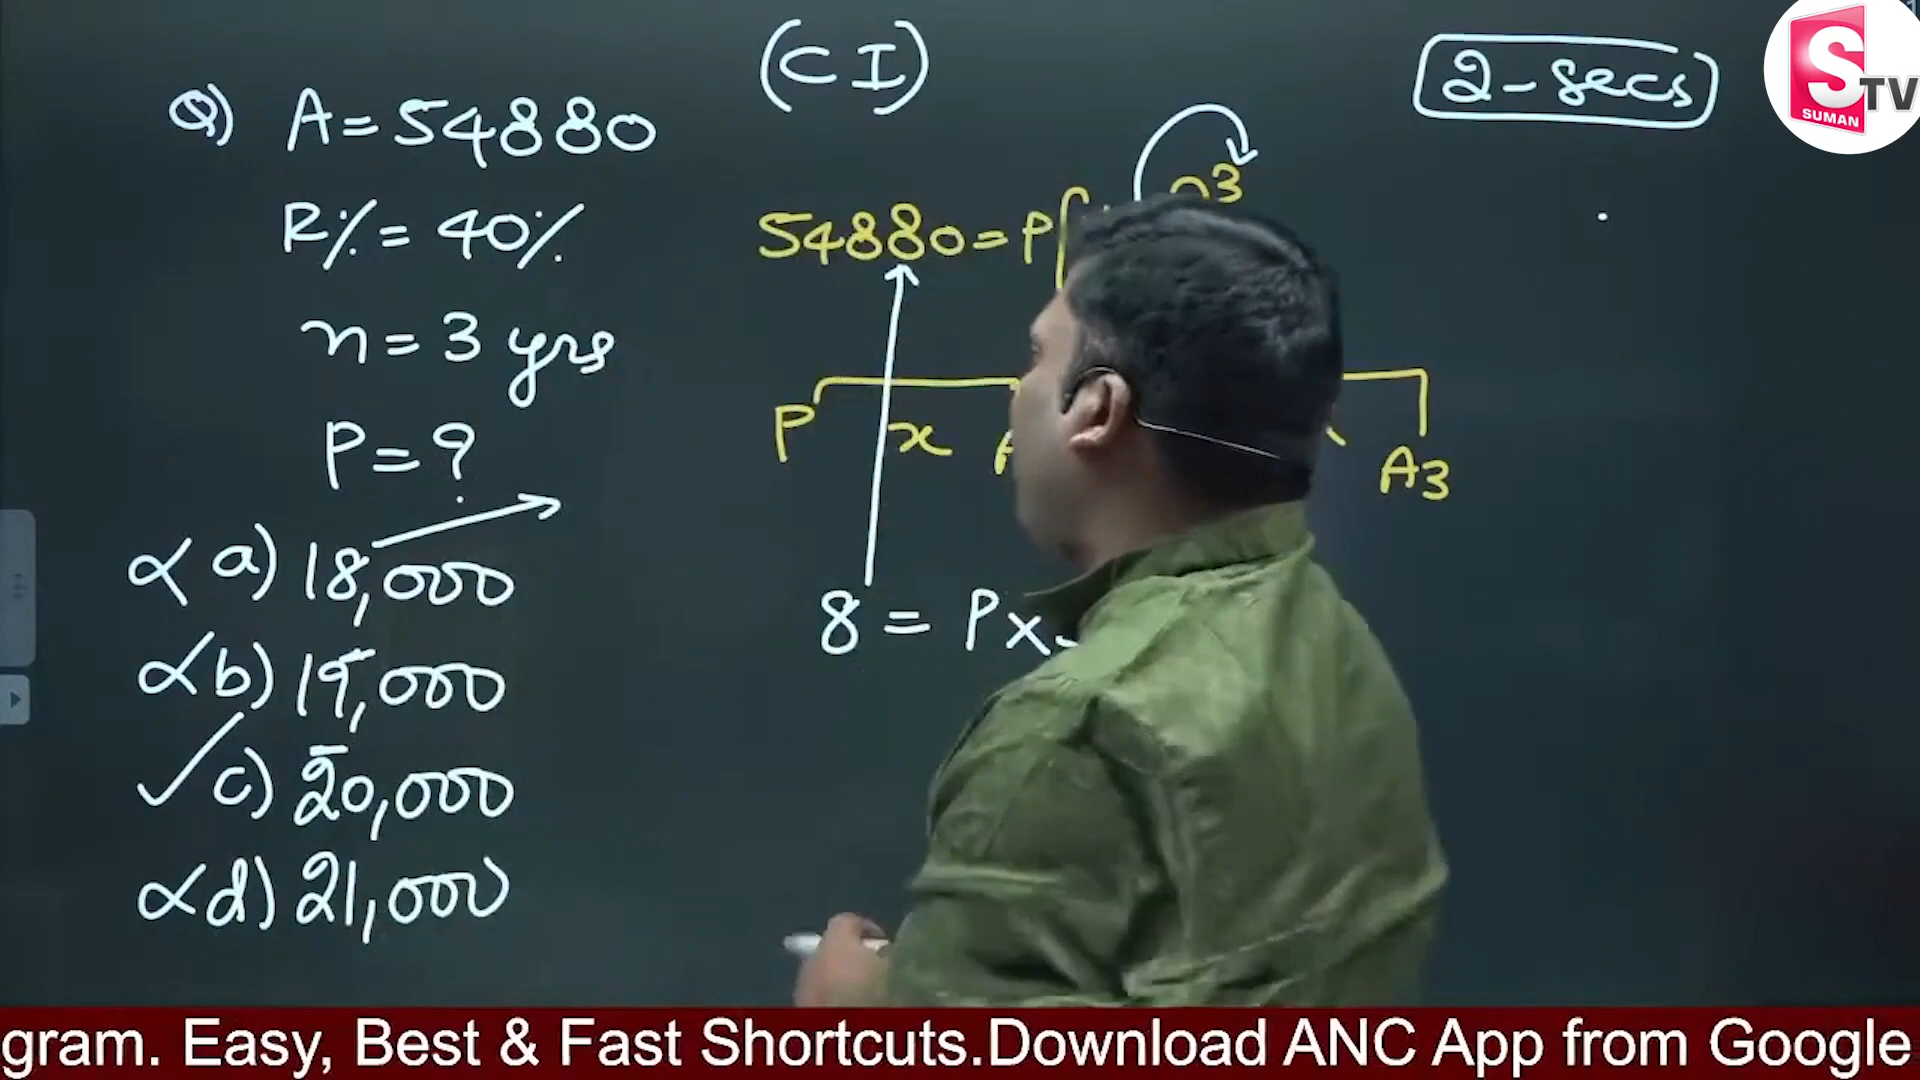 (CI)
2-secs
S TV
SUMAN
Q) A=54880
R%=40%
n=3 yrs
P=?
a) 18,000
b) 19,000
c) 20,000
d) 21,000
54880=P[
3
P x A
A3
8 = Px
gram. Easy, Best & Fast Shortcuts.Download ANC App from Google